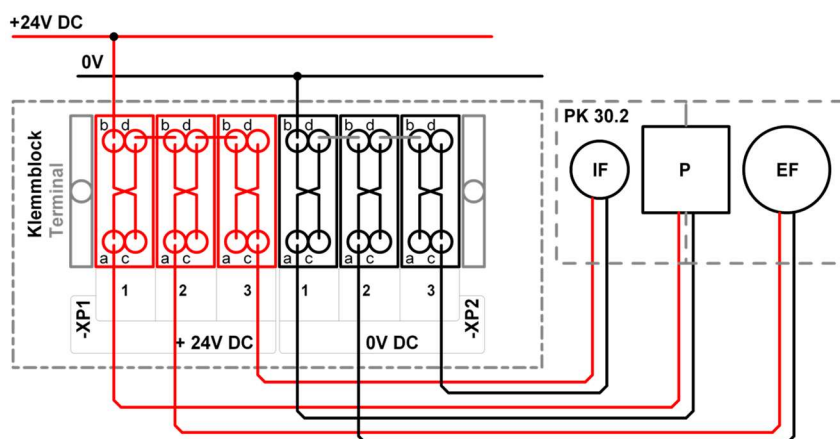 +24V DC
0V
PK 30.2
b d b d b d b d b d b d
IF
P
EF
Klemmblock
Terminal
a c a c a c a c a c a c
1 2 3 1 2 3
-XP1
-XP2
+ 24V DC
0V DC